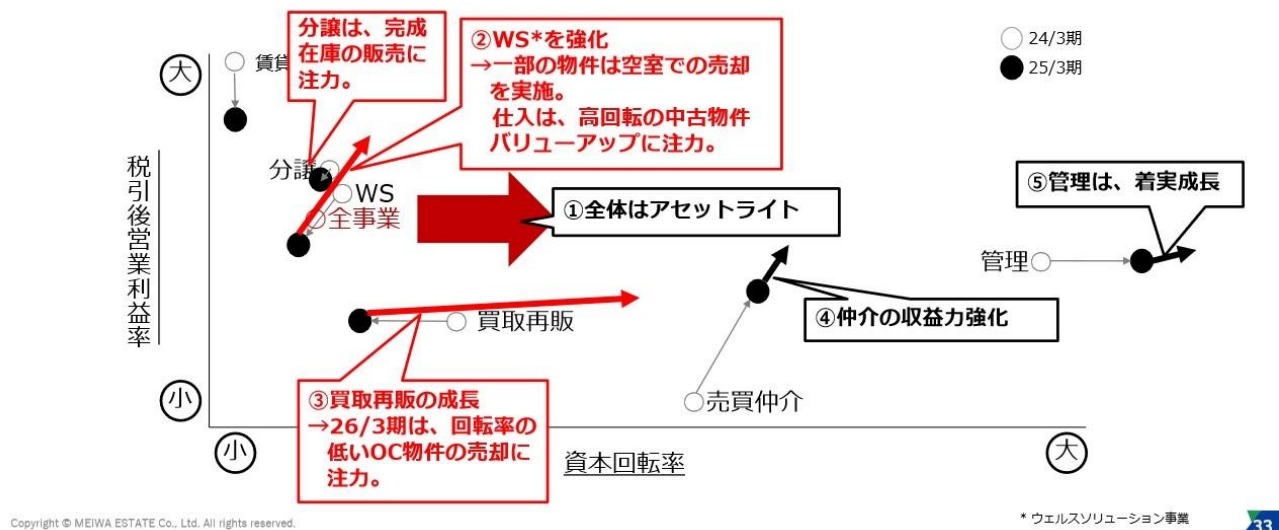 分譲は、完成
在庫の販売に
注力。
②WS*を強化
→一部の物件は空室での売却
を実施。
仕入は、高回転の中古物件
バリューアップに注力。
24/3期
25/3期
大
賃貸
税引後営業利益率
分譲
WS
全事業
①全体はアセットライト
⑤管理は、着実成長
管理
買取再販
④仲介の収益力強化
③買取再販の成長
→26/3期は、回転率の
低いOC物件の売却に
注力。
売買仲介
小
小
資本回転率
大
* ウェルスソリューション事業
Copyright © MEIWA ESTATE Co., Ltd. All rights reserved.
33